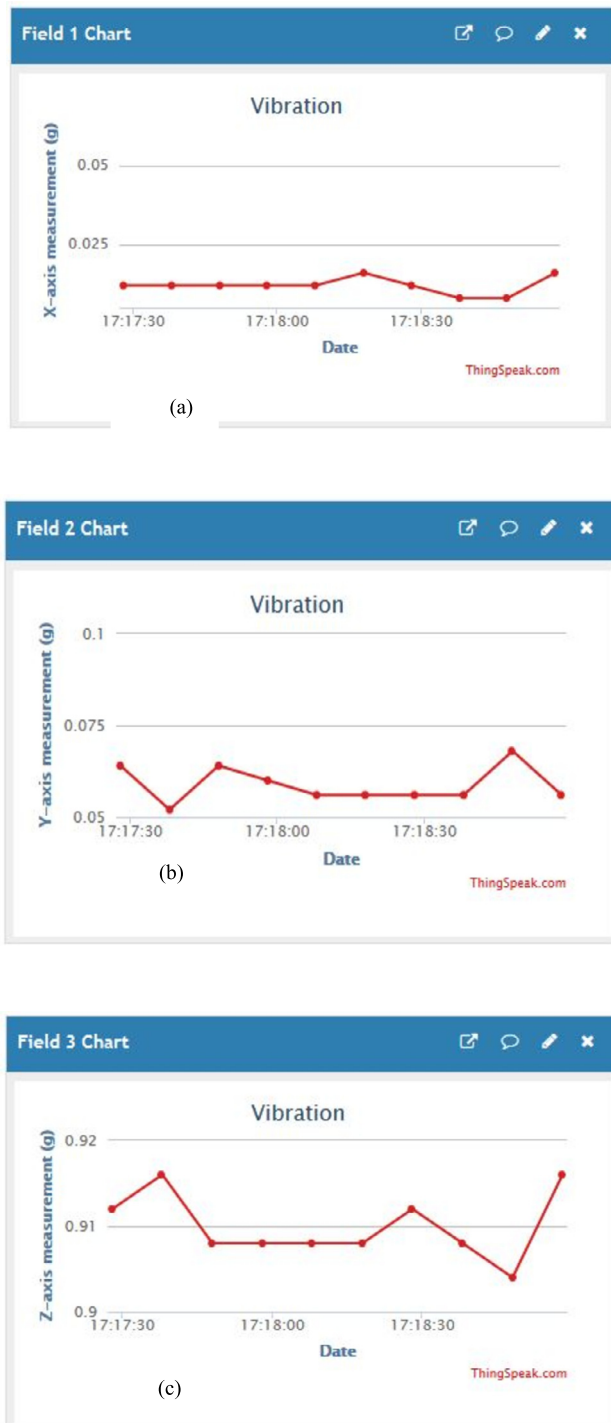 Field 1 Chart
Vibration
X-axis measurement (g)
0.05
0.025
17:17:30 17:18:00 17:18:30
Date
ThingSpeak.com
(a)
Field 2 Chart
Vibration
Y-axis measurement (g)
0.1
0.075
0.05
17:17:30 17:18:00 17:18:30
Date
ThingSpeak.com
(b)
Field 3 Chart
Vibration
Z-axis measurement (g)
0.92
0.91
0.9
17:17:30 17:18:00 17:18:30
Date
ThingSpeak.com
(c)